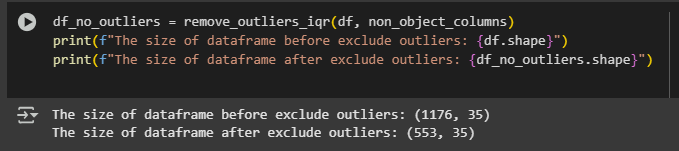 df_no_outliers = remove_outliers_iqr(df, non_object_columns)
print(f"The size of dataframe before exclude outliers: {df.shape}")
print(f"The size of dataframe after exclude outliers: {df_no_outliers.shape}")
The size of dataframe before exclude outliers: (1176, 35)
The size of dataframe after exclude outliers: (553, 35)